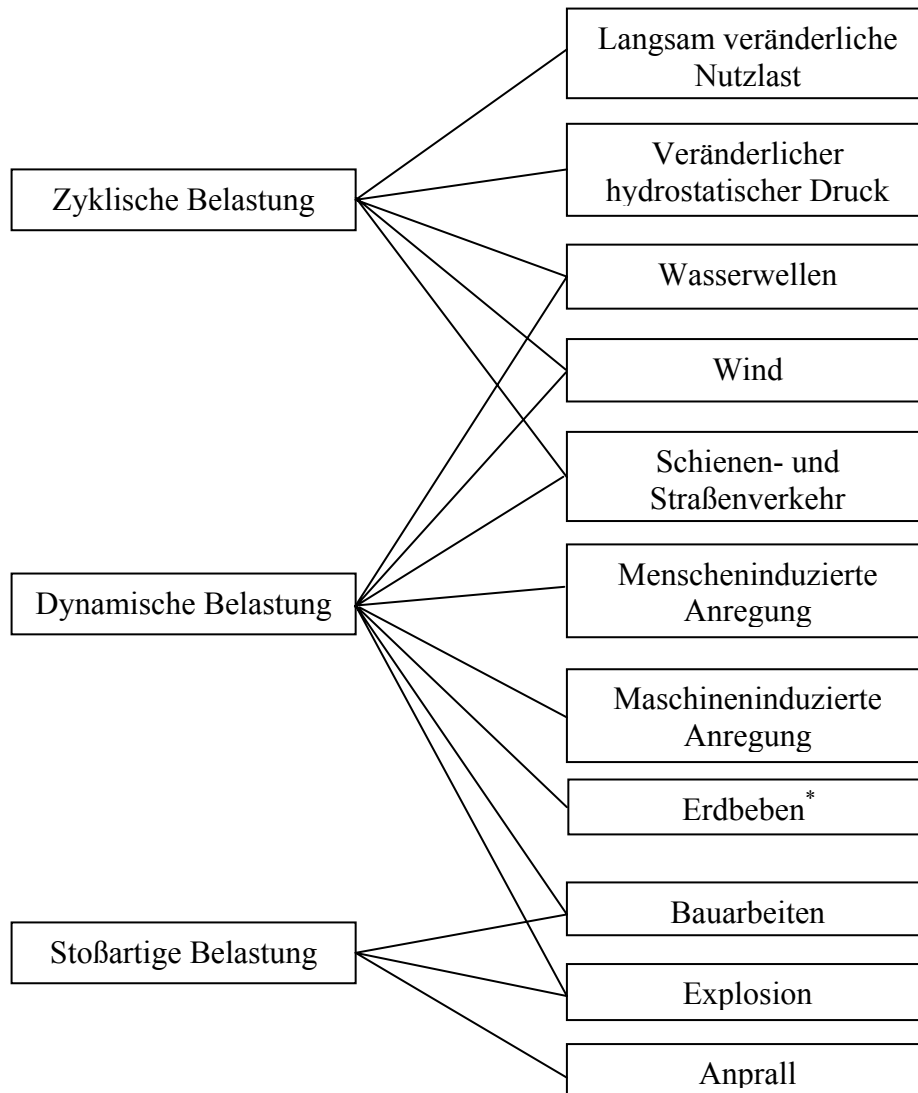 Langsam veränderliche
Nutzlast
Veränderlicher
hydrostatischer Druck
Zyklische Belastung
Wasserwellen
Wind
Schienen- und
Straßenverkehr
Menscheninduzierte
Anregung
Dynamische Belastung
Maschineninduzierte
Anregung
Erdbeben*
Bauarbeiten
Stoßartige Belastung
Explosion
Anprall